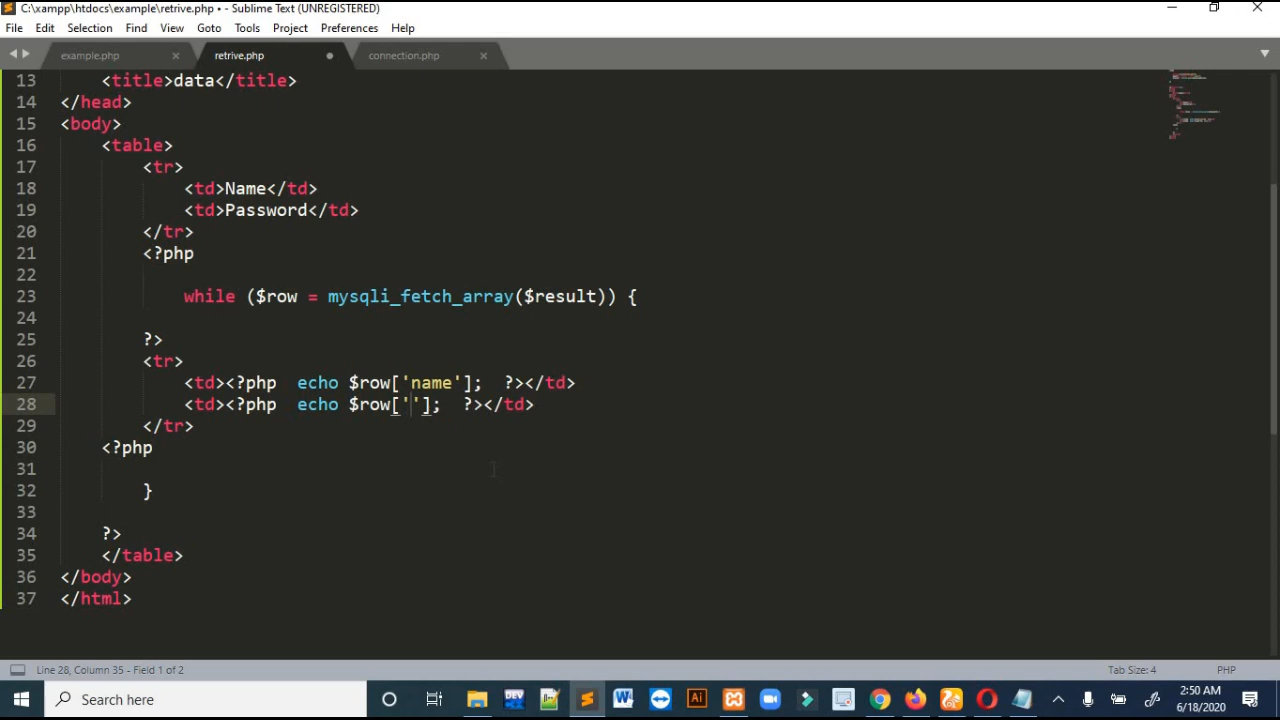 C:\xampp\htdocs\example\retrive.php • - Sublime Text (UNREGISTERED)
File Edit Selection Find View Goto Tools Project Preferences Help
example.php retrive.php connection.php
13 <title>data</title>
14 </head>
15 <body>
16 <table>
17 <tr>
18 <td>Name</td>
19 <td>Password</td>
20 </tr>
21 <?php
22
23 while ($row = mysqli_fetch_array($result)) {
24
25 ?>
26 <tr>
27 <td><?php  echo $row['name'];  ?></td>
28 <td><?php  echo $row[''];  ?></td>
29 </tr>
30 <?php
31
32 }
33
34 ?>
35 </table>
36 </body>
37 </html>
Line 28, Column 35 - Field 1 of 2 Tab Size: 4 PHP
Search here DEV W Ai 2:50 AM
6/18/2020